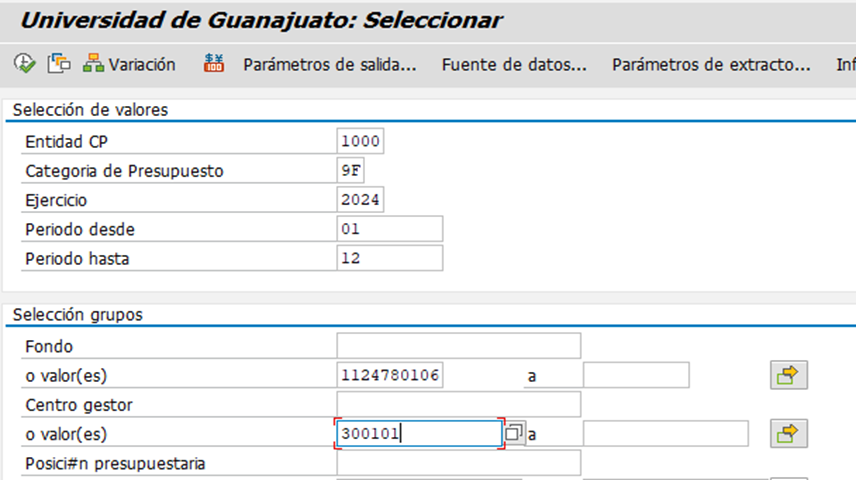 Universidad de Guanajuato: Seleccionar
Variación Parámetros de salida... Fuente de datos... Parámetros de extracto... Inf
Selección de valores
Entidad CP 1000
Categoria de Presupuesto 9F
Ejercicio 2024
Periodo desde 01
Periodo hasta 12
Selección grupos
Fondo
o valor(es) 1124780106 a
Centro gestor
o valor(es) 300101 a
Posici#n presupuestaria